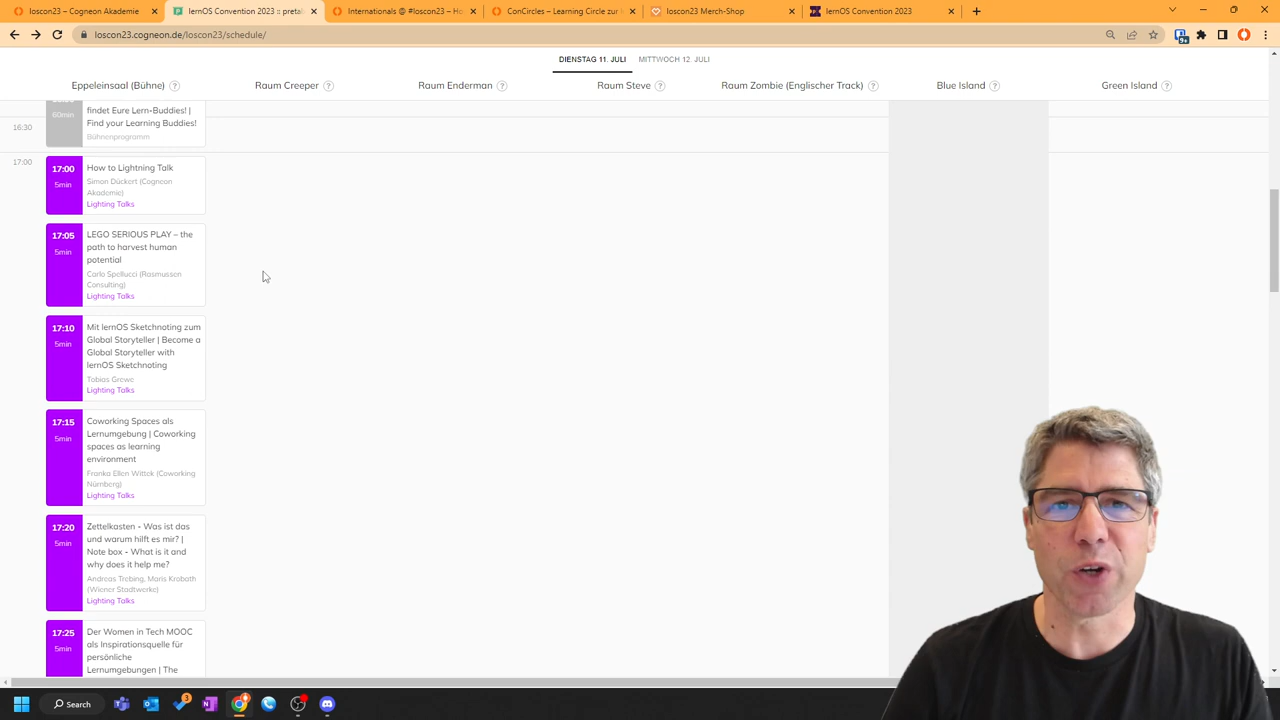 loscon23 – Cogneon Akademie
lernOS Convention 2023 :: pretal
Internationals @ #loscon23 – Ho
ConCircles – Learning Circle zur
loscon23 Merch-Shop
lernOS Convention 2023
loscon23.cogneon.de/loscon23/schedule/
9+
DIENSTAG 11. JULI
MITTWOCH 12. JULI
Eppeleinsaal (Bühne) ?
Raum Creeper ?
Raum Enderman ?
Raum Steve ?
Raum Zombie (Englischer Track) ?
Blue Island ?
Green Island ?
60min
findet Eure Lern-Buddies! |
Find your Learning Buddies!
Bühnenprogramm
16:30
17:00
17:00
5min
How to Lightning Talk
Simon Dückert (Cogneon
Akademie)
Lighting Talks
17:05
5min
LEGO SERIOUS PLAY – the
path to harvest human
potential
Carlo Spellucci (Rasmussen
Consulting)
Lighting Talks
17:10
5min
Mit lernOS Sketchnoting zum
Global Storyteller | Become a
Global Storyteller with
lernOS Sketchnoting
Tobias Grewe
Lighting Talks
17:15
5min
Coworking Spaces als
Lernumgebung | Coworking
spaces as learning
environment
Franka Ellen Wittek (Coworking
Nürnberg)
Lighting Talks
17:20
5min
Zettelkasten - Was ist das
und warum hilft es mir? |
Note box - What is it and
why does it help me?
Andreas Trebing, Maris Krobath
(Wiener Stadtwerke)
Lighting Talks
17:25
5min
Der Women in Tech MOOC
als Inspirationsquelle für
persönliche
Lernumgebungen | The
Search
3